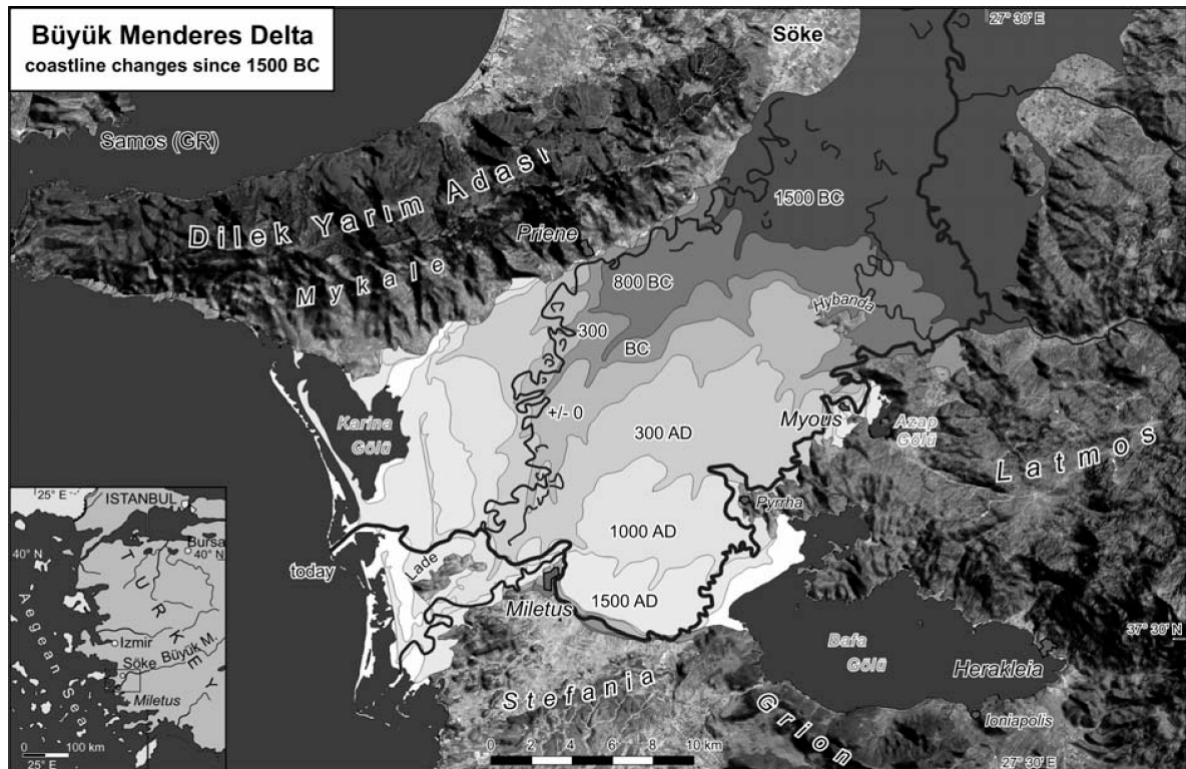 Büyük Menderes Delta
coastline changes since 1500 BC
Söke
27° 30' E
Samos (GR)
Dilek Yarım Adası
Mykale
Priene
1500 BC
800 BC
Hybanda
300
BC
+/- 0
Karina
Gölü
300 AD
Myous
Azap
Gölü
Latmos
Pyrrha
1000 AD
today
Lade
Miletus
1500 AD
37° 30' N
Bafa
Gölü
Herakleia
Stefania
Grion
Ioniapolis
0 2 4 6 8 10 km
27° 30' E
25° E
ISTANBUL
Bursa
40° N
40° N
TURKEY
Aegean Sea
Izmir
Söke
Büyük M.
Miletus
0 100 km
25° E